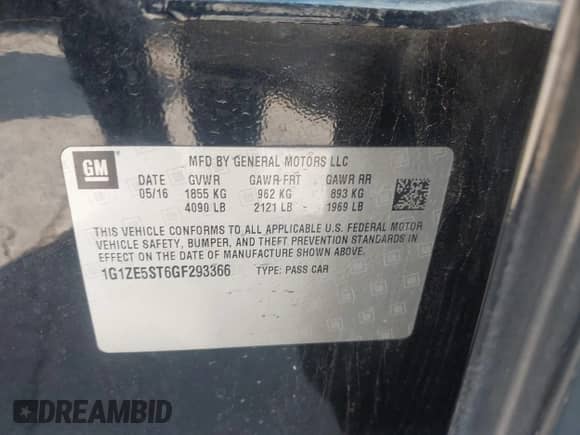 GM
MFD BY GENERAL MOTORS LLC
DATE GVWR GAWR FRT GAWR RR
05/16 1855 KG 962 KG 893 KG
4090 LB 2121 LB 1969 LB
THIS VEHICLE CONFORMS TO ALL APPLICABLE U.S. FEDERAL MOTOR
VEHICLE SAFETY, BUMPER, AND THEFT PREVENTION STANDARDS IN
EFFECT ON THE DATE OF MANUFACTURE SHOWN ABOVE.
1G1ZE5ST6GF293366 TYPE: PASS CAR
DREAMBID